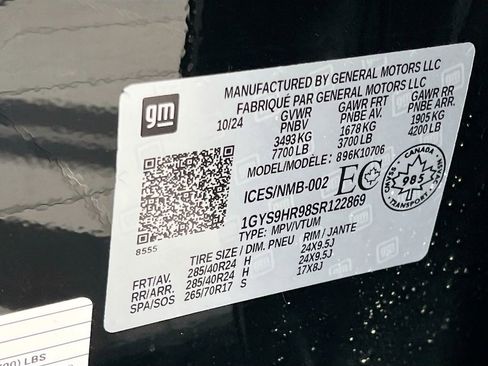 gm
MANUFACTURED BY GENERAL MOTORS LLC
FABRIQUÉ PAR GENERAL MOTORS LLC
10/24 GVWR GAWR FRT GAWR RR
PNBV PNBE AV. PNBE ARR.
3493 KG 1678 KG 1905 KG
7700 LBL 3700 LB 4200 LB
MODEL/MODÈLE: 896K10706
ICES/NMB-002 EC
CANADA
983
TRANSPORT
1GYS9HR98SR122869
TYPE: MPV/VTUM
8555
TIRE SIZE / DIM. PNEU RIM / JANTE
FRT/AV. 285/40R24 H 24X9.5J
RR/ARR. 285/40R24 H 24X9.5J
SPA/SOS 265/70R17 S 17X8J
LBS